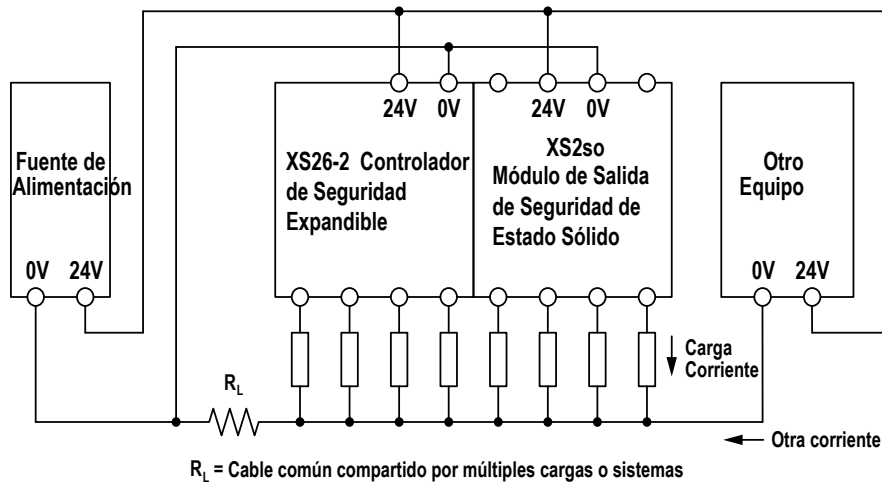 24V 0V 24V 0V
Fuente de
Alimentación
XS26-2 Controlador
de Seguridad
Expandible
XS2so
Módulo de Salida
de Seguridad de
Estado Sólido
Otro
Equipo
0V 24V
0V 24V
Carga
Corriente
RL
Otra corriente
RL = Cable común compartido por múltiples cargas o sistemas